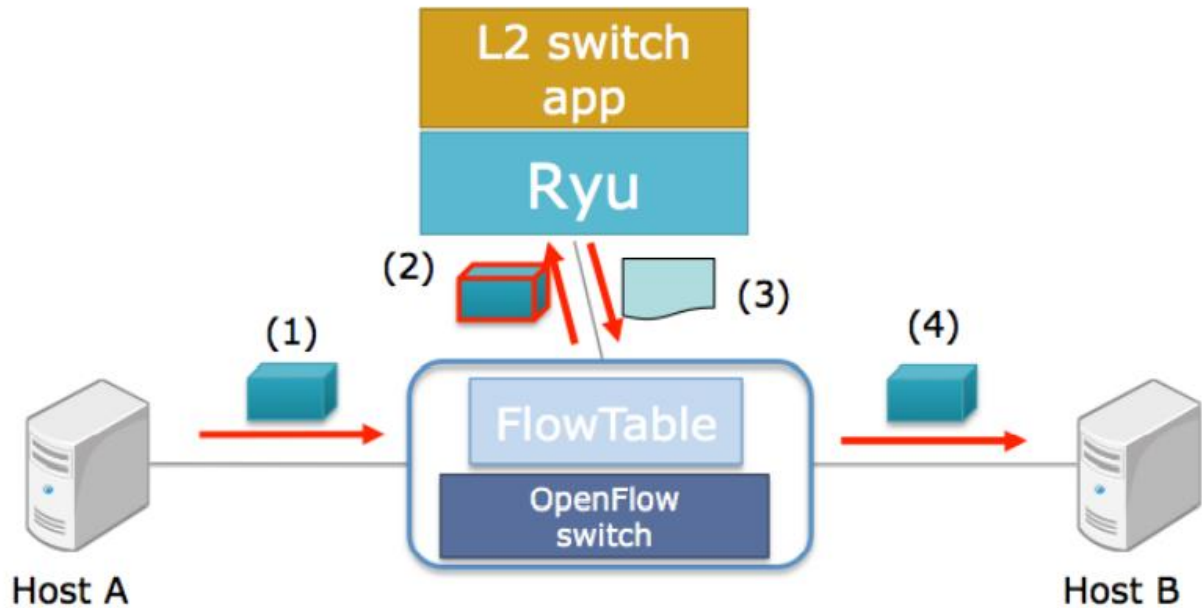 L2 switch
app
Ryu
(2)
(3)
(1)
(4)
FlowTable
OpenFlow
switch
Host A
Host B